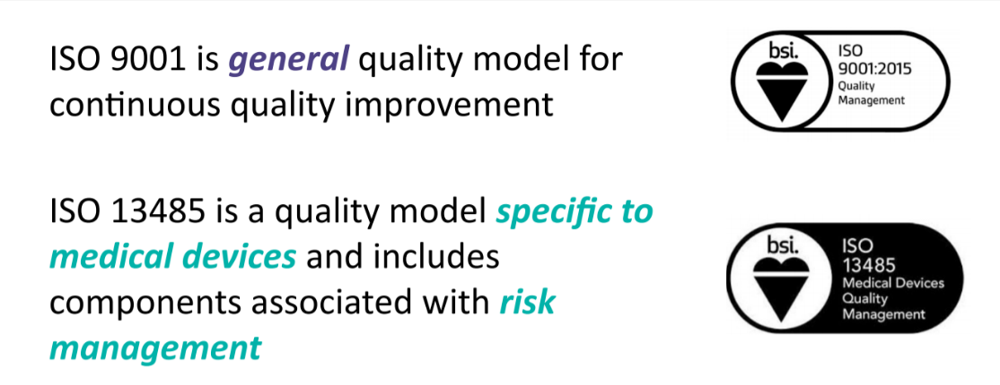 ISO 9001 is general quality model for
continuous quality improvement
bsi.
ISO
9001:2015
Quality
Management
ISO 13485 is a quality model specific to
medical devices and includes
components associated with risk
management
bsi.
ISO
13485
Medical Devices
Quality
Management